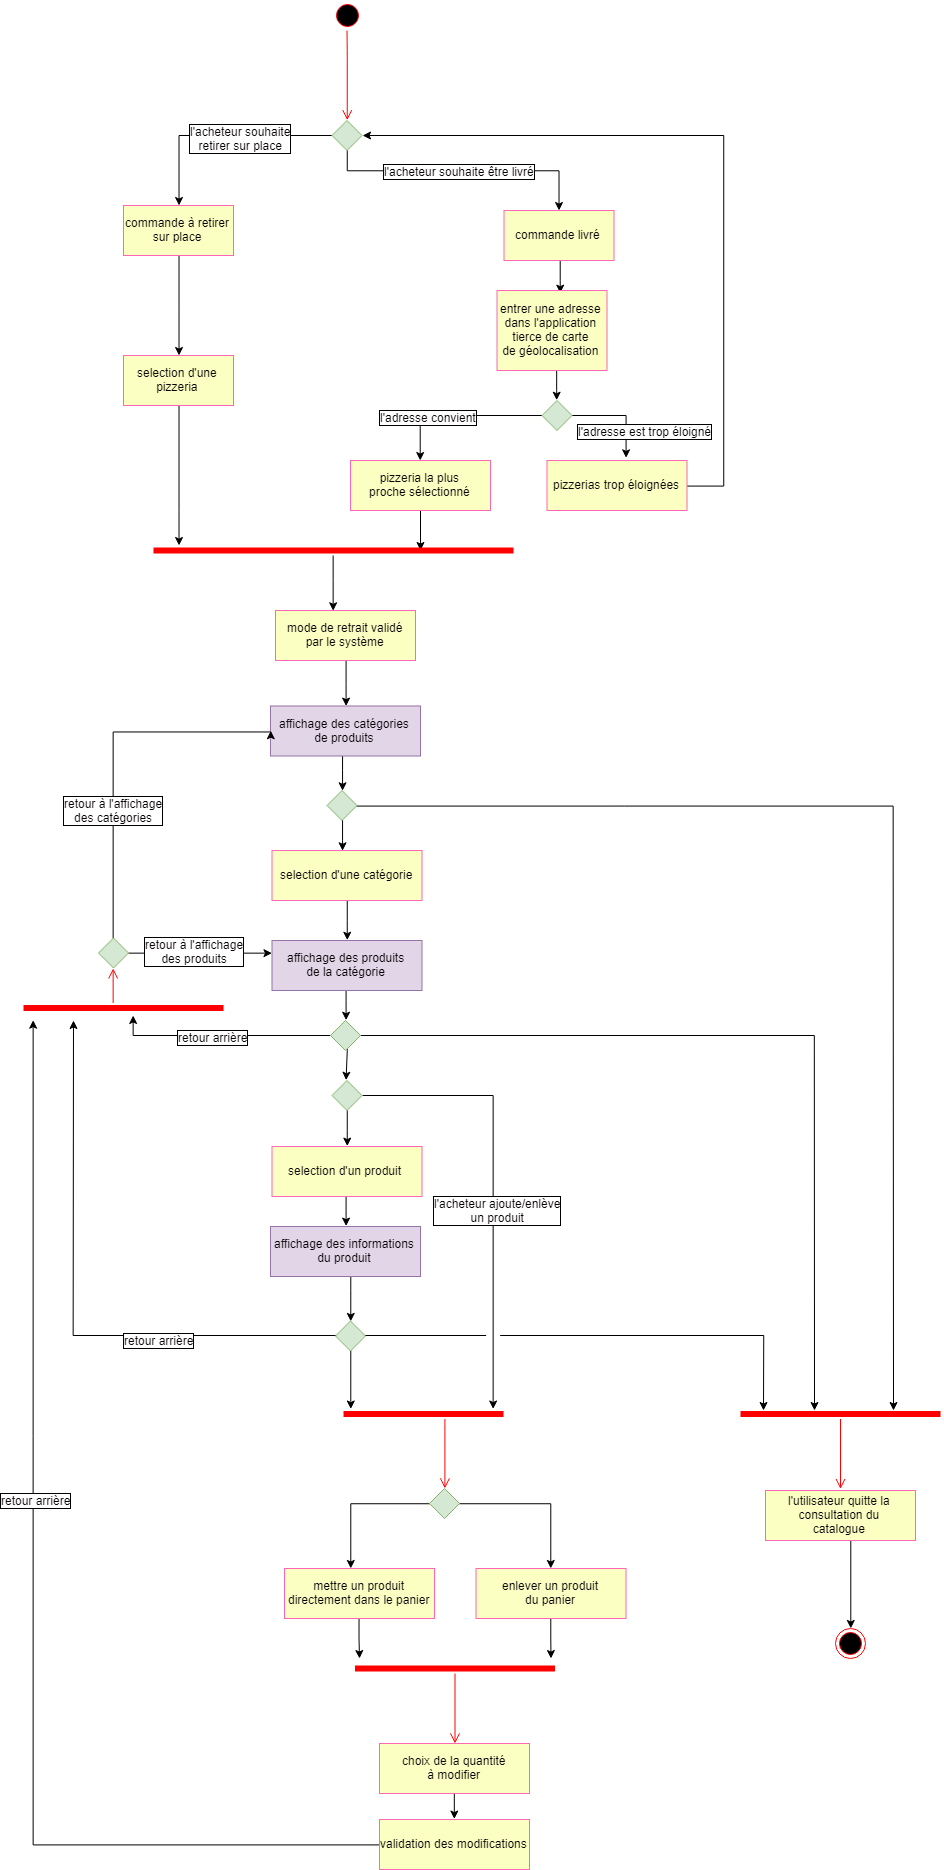 l'acheteur souhaite
retirer sur place
l'acheteur souhaite être livré
commande à retirer
sur place
commande livré
entrer une adresse
dans l'application
tierce de carte
de géolocalisation
selection d'une
pizzeria
l'adresse convient
l'adresse est trop éloigné
pizzeria la plus
proche sélectionné
pizzerias trop éloignées
mode de retrait validé
par le système
affichage des catégories
de produits
retour à l'affichage
des catégories
selection d'une catégorie
retour à l'affichage
des produits
affichage des produits
de la catégorie
retour arrière
selection d'un produit
l'acheteur ajoute/enlève
un produit
affichage des informations
du produit
retour arrière
retour arrière
l'utilisateur quitte la
consultation du
catalogue
mettre un produit
directement dans le panier
enlever un produit
du panier
choix de la quantité
à modifier
validation des modifications